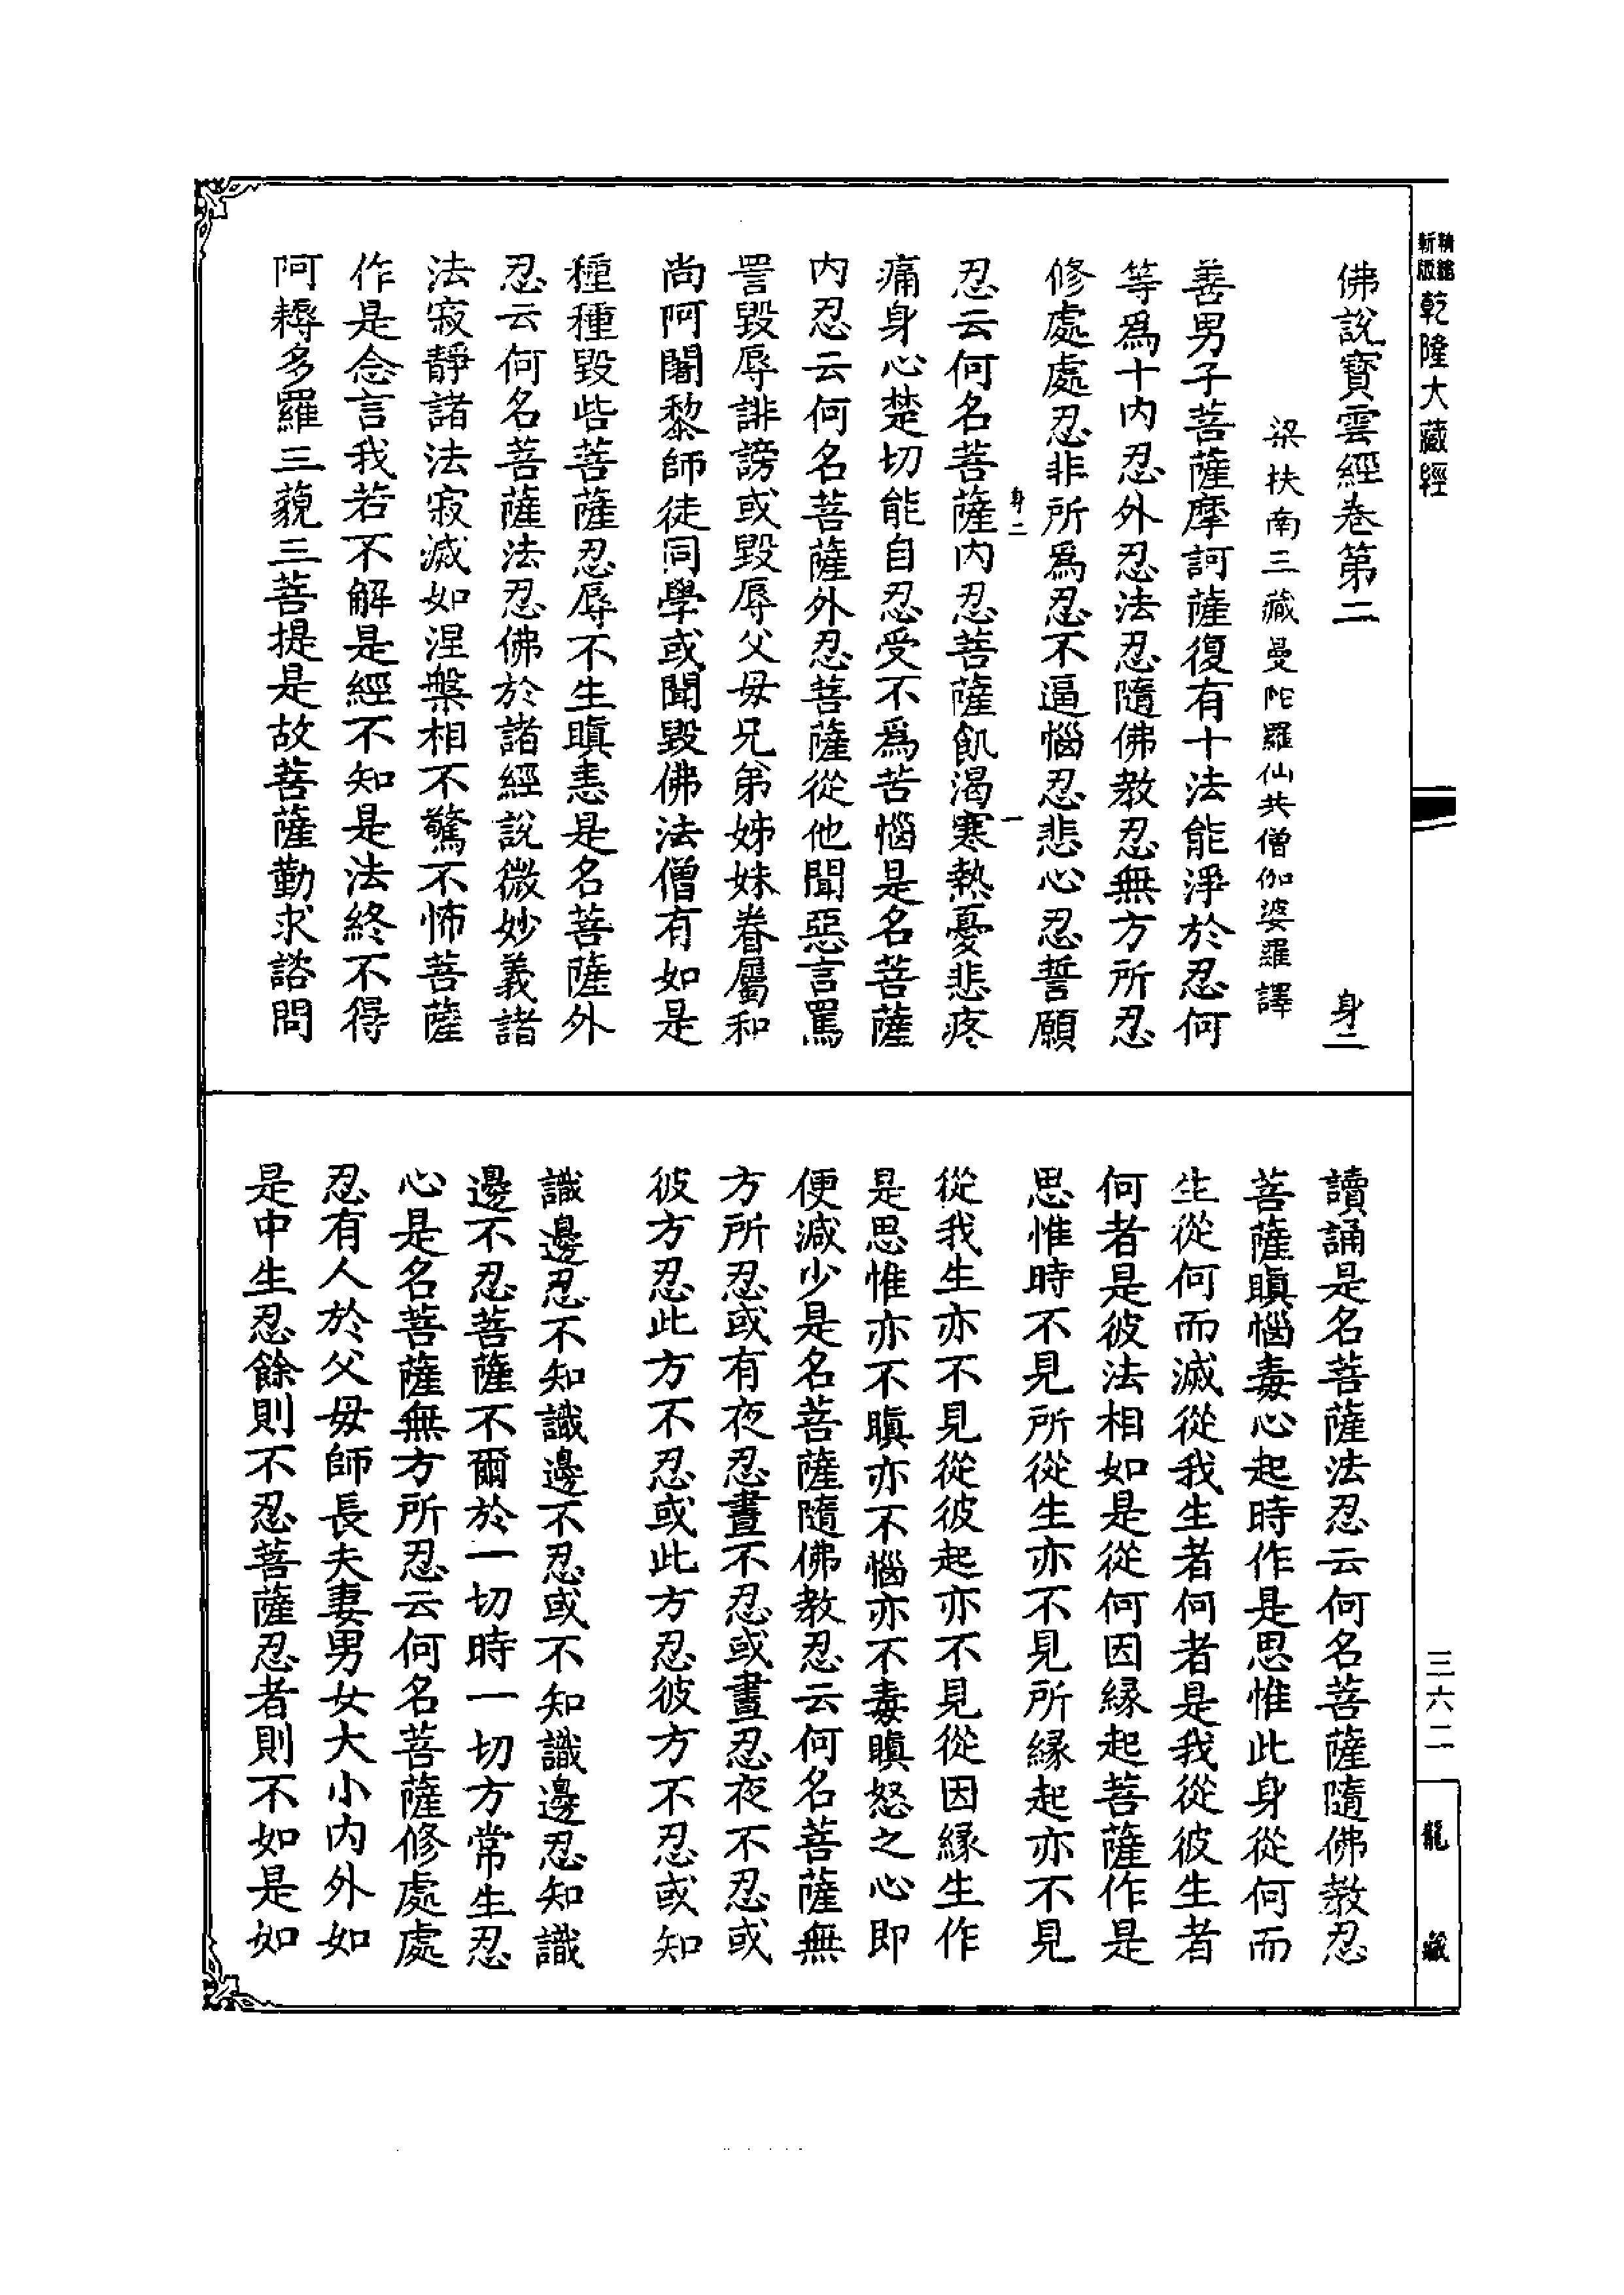 新版 精縮 乾隆大藏經
佛說寶雲經卷第二 身二
梁扶南三藏曼陀羅仙共僧伽婆羅譯
善男子菩薩摩訶薩復有十法能淨於忍何
等爲十內忍外忍法忍隨佛教忍無方所忍
修處處忍非所爲忍不逼惱忍悲心忍誓願
身二 一
忍云何名菩薩內忍菩薩飢渴寒熱憂悲疼
痛身心楚切能自忍受不爲苦惱是名菩薩
內忍云何名菩薩外忍菩薩從他聞惡言罵
詈毀辱誹謗或毀辱父母兄弟姊妹眷屬和
尚阿闍黎師徒同學或聞毀佛法僧有如是
種種毀呰菩薩忍辱不生瞋恚是名菩薩外
忍云何名菩薩法忍佛於諸經說微妙義諸
法寂靜諸法寂滅如涅槃相不驚不怖菩薩
作是念言我若不解是經不知是法終不得
阿耨多羅三藐三菩提是故菩薩勤求諮問
讀誦是名菩薩法忍云何名菩薩隨佛教忍
菩薩瞋惱毒心起時作是思惟此身從何而
生從何而滅從我生者何者是我從彼生者
何者是彼法相如是從何因緣起菩薩作是
思惟時不見所從生亦不見所緣起亦不見
從我生亦不見從彼起亦不見從因緣生作
是思惟亦不瞋亦不惱亦不毒瞋怒之心即
便減少是名菩薩隨佛教忍云何名菩薩無
方所忍或有夜忍晝不忍或晝忍夜不忍或
彼方忍此方不忍或此方忍彼方不忍或知
識邊忍不知識邊不忍或不知識邊忍知識
邊不忍菩薩不爾於一切時一切方常生忍
心是名菩薩無方所忍云何名菩薩修處處
忍有人於父母師長夫妻男女大小內外如
是中生忍餘則不忍菩薩忍者則不如是如
三六二
龍藏